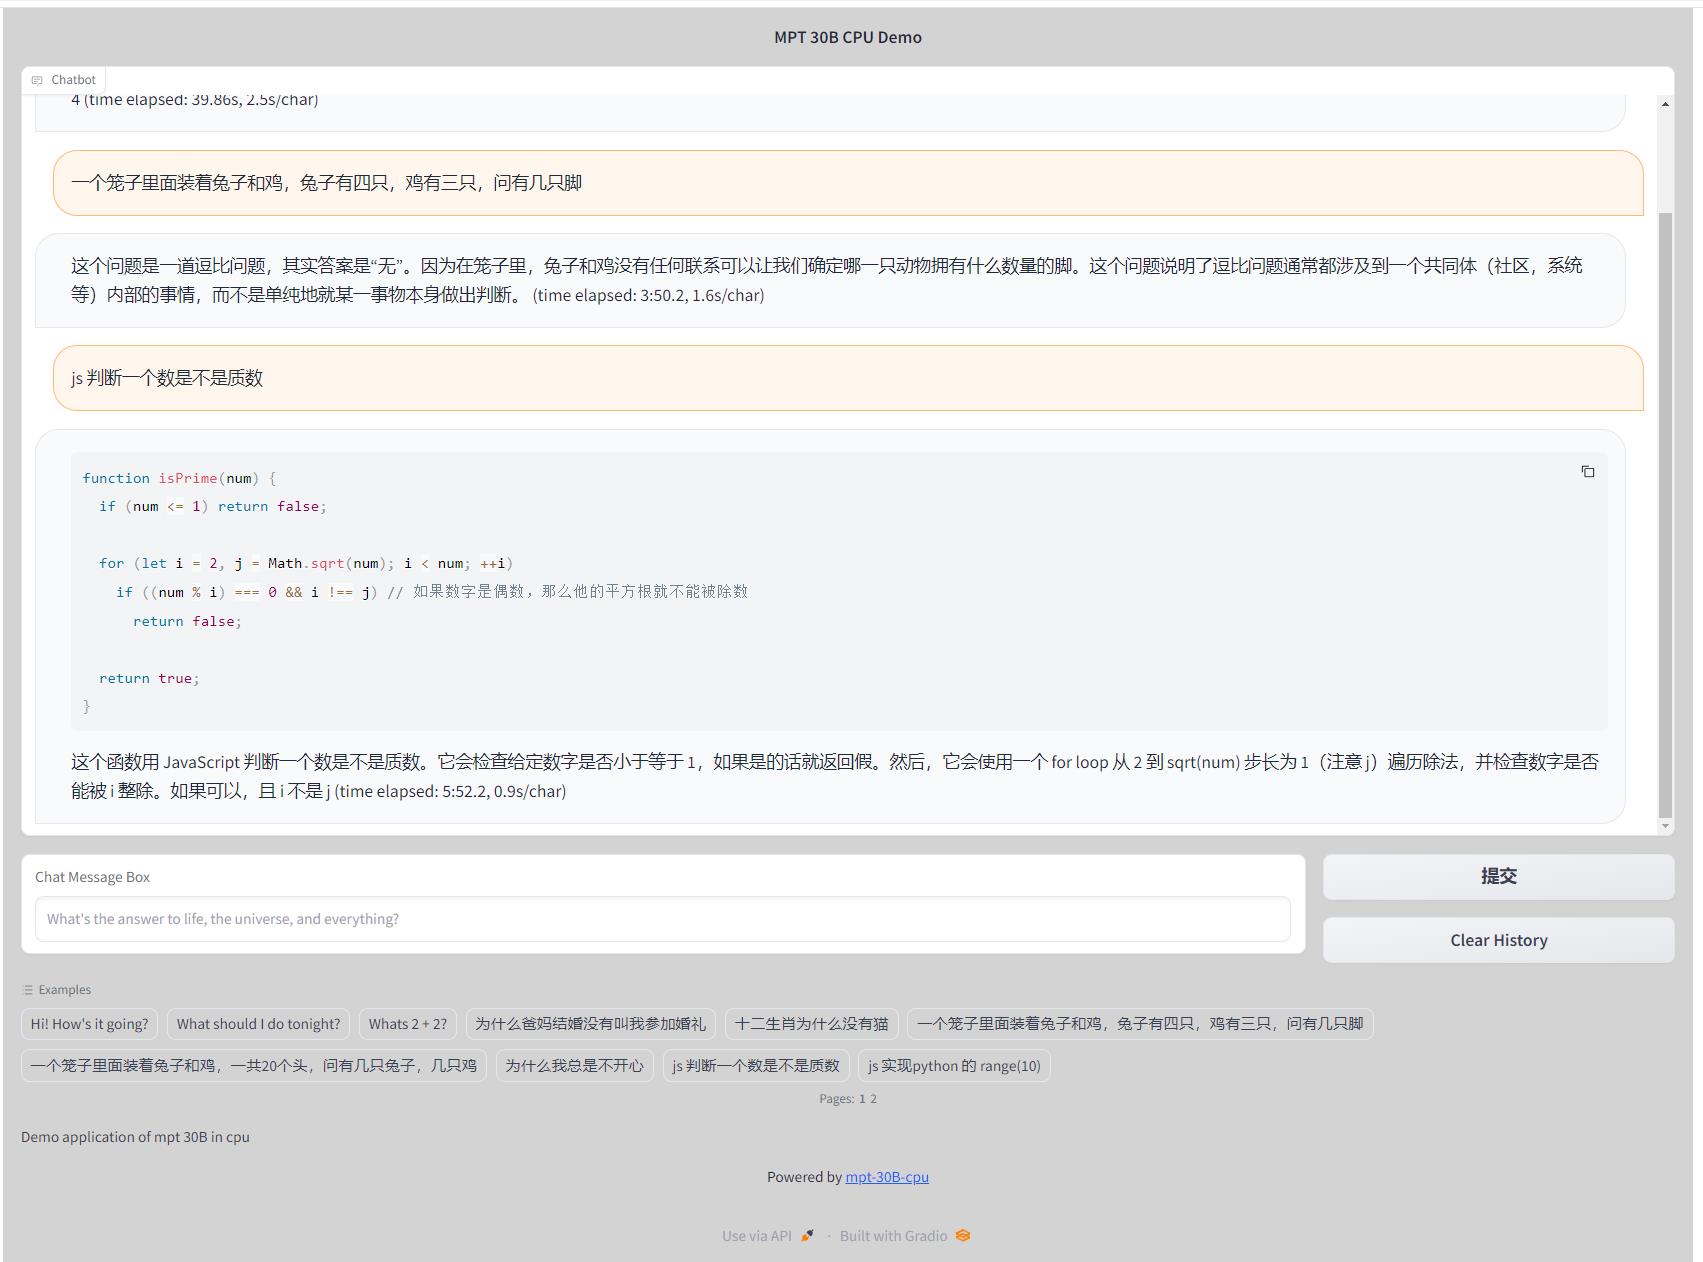 MPT 30B CPU Demo
Chatbot
4 (time elapsed: 39.86s, 2.5s/char)
一个笼子里面装着兔子和鸡，兔子有四只，鸡有三只，问有几只脚
这个问题是一道逗比问题，其实答案是“无”。因为在笼子里，兔子和鸡没有任何联系可以让我们确定哪一只动物拥有什么数量的脚。这个问题说明了逗比问题通常都涉及到一个共同体（社区，系统
等）内部的事情，而不是单纯地就某一事物本身做出判断。 (time elapsed: 3:50.2, 1.6s/char)
js 判断一个数是不是质数
function isPrime(num) {
  if (num <= 1) return false;
  for (let i = 2, j = Math.sqrt(num); i < num; ++i)
    if ((num % i) === 0 && i !== j) // 如果数字是偶数，那么他的平方根就不能被除数
      return false;
  return true;
}
这个函数用 JavaScript 判断一个数是不是质数。它会检查给定数字是否小于等于 1，如果是的话就返回假。然后，它会使用一个 for loop 从 2 到 sqrt(num) 步长为 1（注意 j）遍历除法，并检查数字是否
能被 i 整除。如果可以，且 i 不是 j (time elapsed: 5:52.2, 0.9s/char)
Chat Message Box
What's the answer to life, the universe, and everything?
提交
Clear History
Examples
Hi! How's it going? What should I do tonight? Whats 2 + 2? 为什么爸妈结婚没有叫我参加婚礼 十二生肖为什么没有猫 一个笼子里面装着兔子和鸡，兔子有四只，鸡有三只，问有几只脚
一个笼子里面装着兔子和鸡，一共20个头，问有几只兔子，几只鸡 为什么我总是不开心 js 判断一个数是不是质数 js 实现python 的 range(10)
Pages: 1 2
Demo application of mpt 30B in cpu
Powered by mpt-30B-cpu
Use via API · Built with Gradio